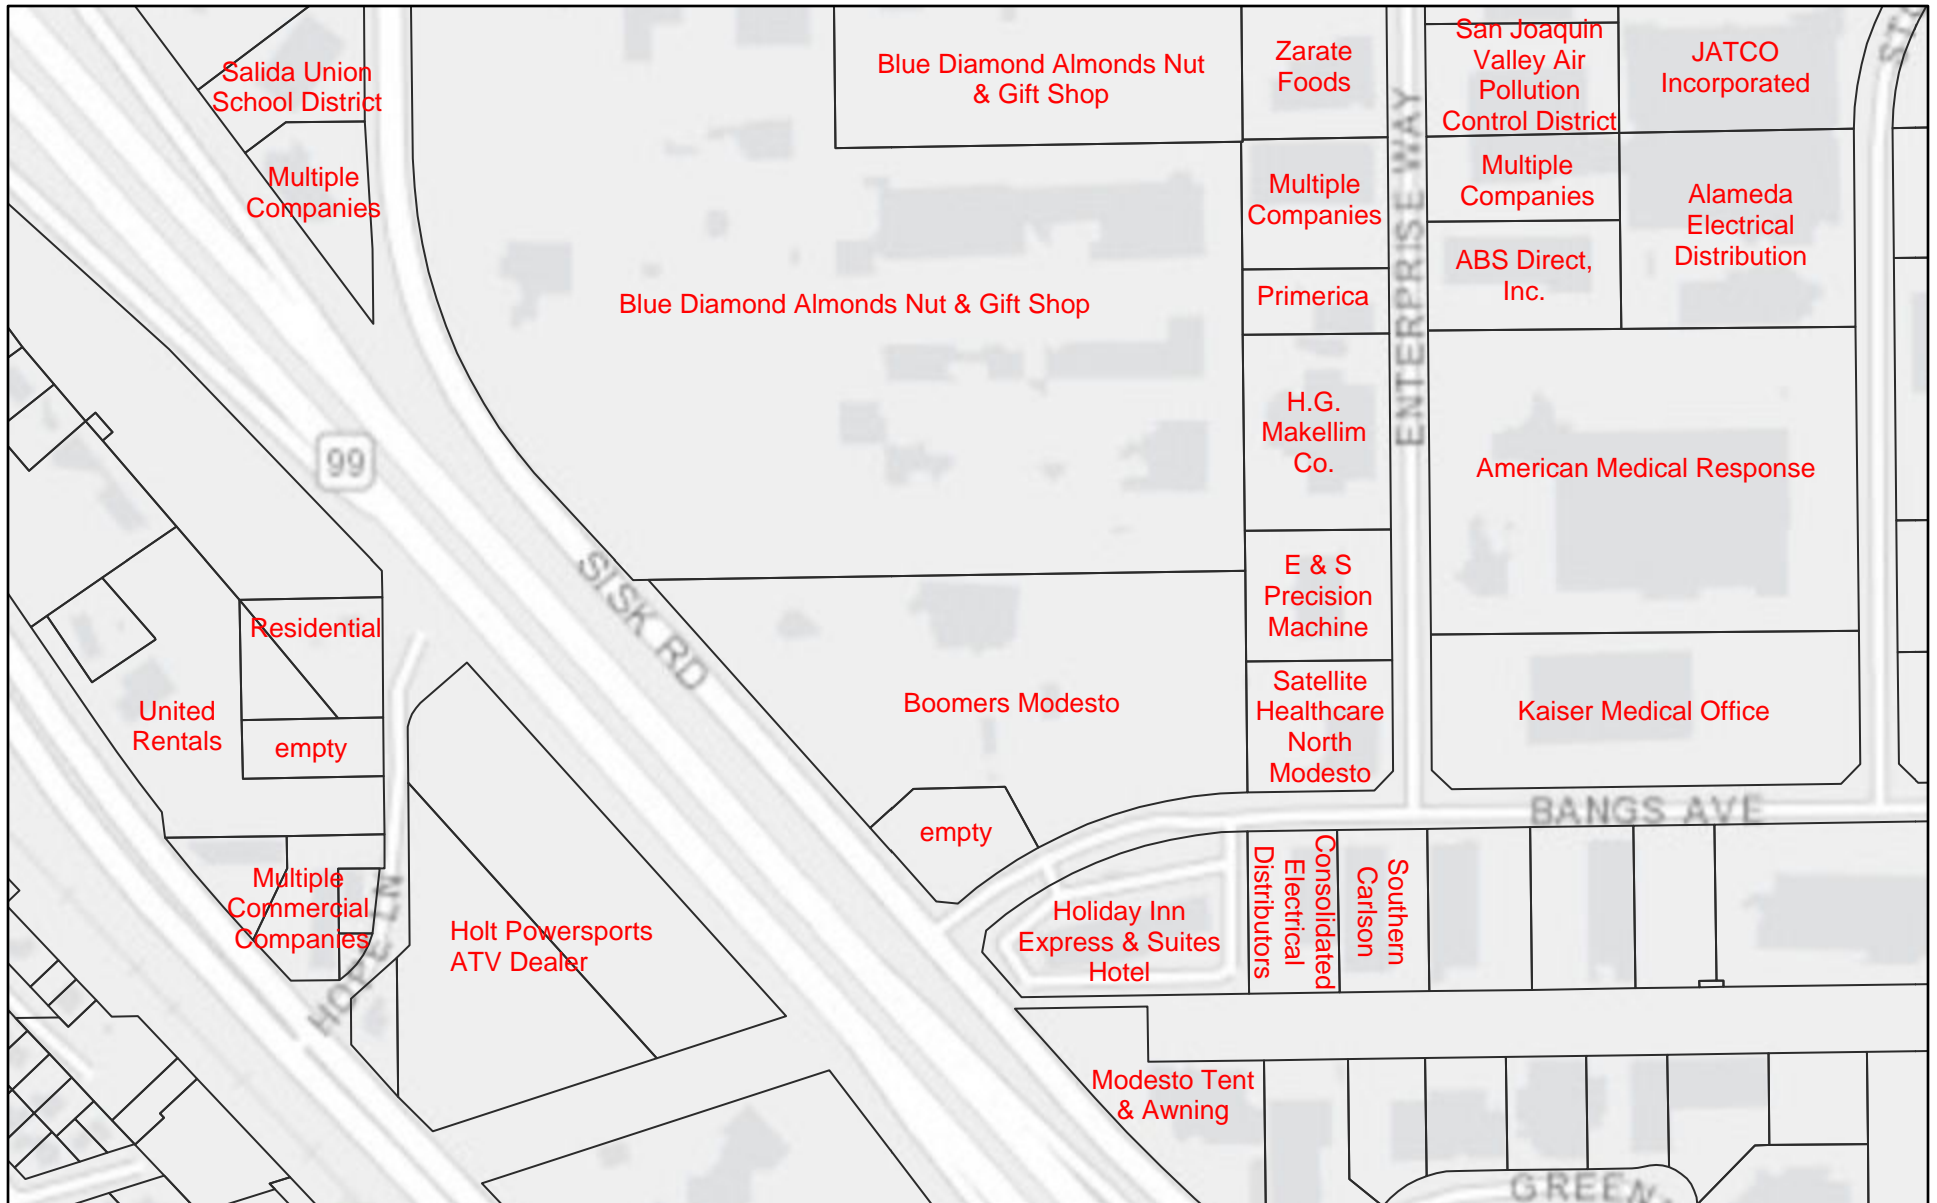 Salida Union
School District
Multiple
Companies
Blue Diamond Almonds Nut
& Gift Shop
Zarate
Foods
San Joaquin
Valley Air
Pollution
Control District
JATCO
Incorporated
Multiple
Companies
ENTERPRISE WAY
Multiple
Companies
Alameda
Electrical
Distribution
Blue Diamond Almonds Nut & Gift Shop
Primerica
ABS Direct,
Inc.
99
H.G.
Makellim
Co.
American Medical Response
SISK RD
E & S
Precision
Machine
Residential
United
Rentals
empty
Boomers Modesto
Satellite
Healthcare
North
Modesto
Kaiser Medical Office
BANGS AVE
empty
Multiple
Commercial
Companies
HOPE LN
Holt Powersports
ATV Dealer
Holiday Inn
Express & Suites
Hotel
Consolidated
Electrical
Distributors
Southern
Carlson
Modesto Tent
& Awning
GREEN